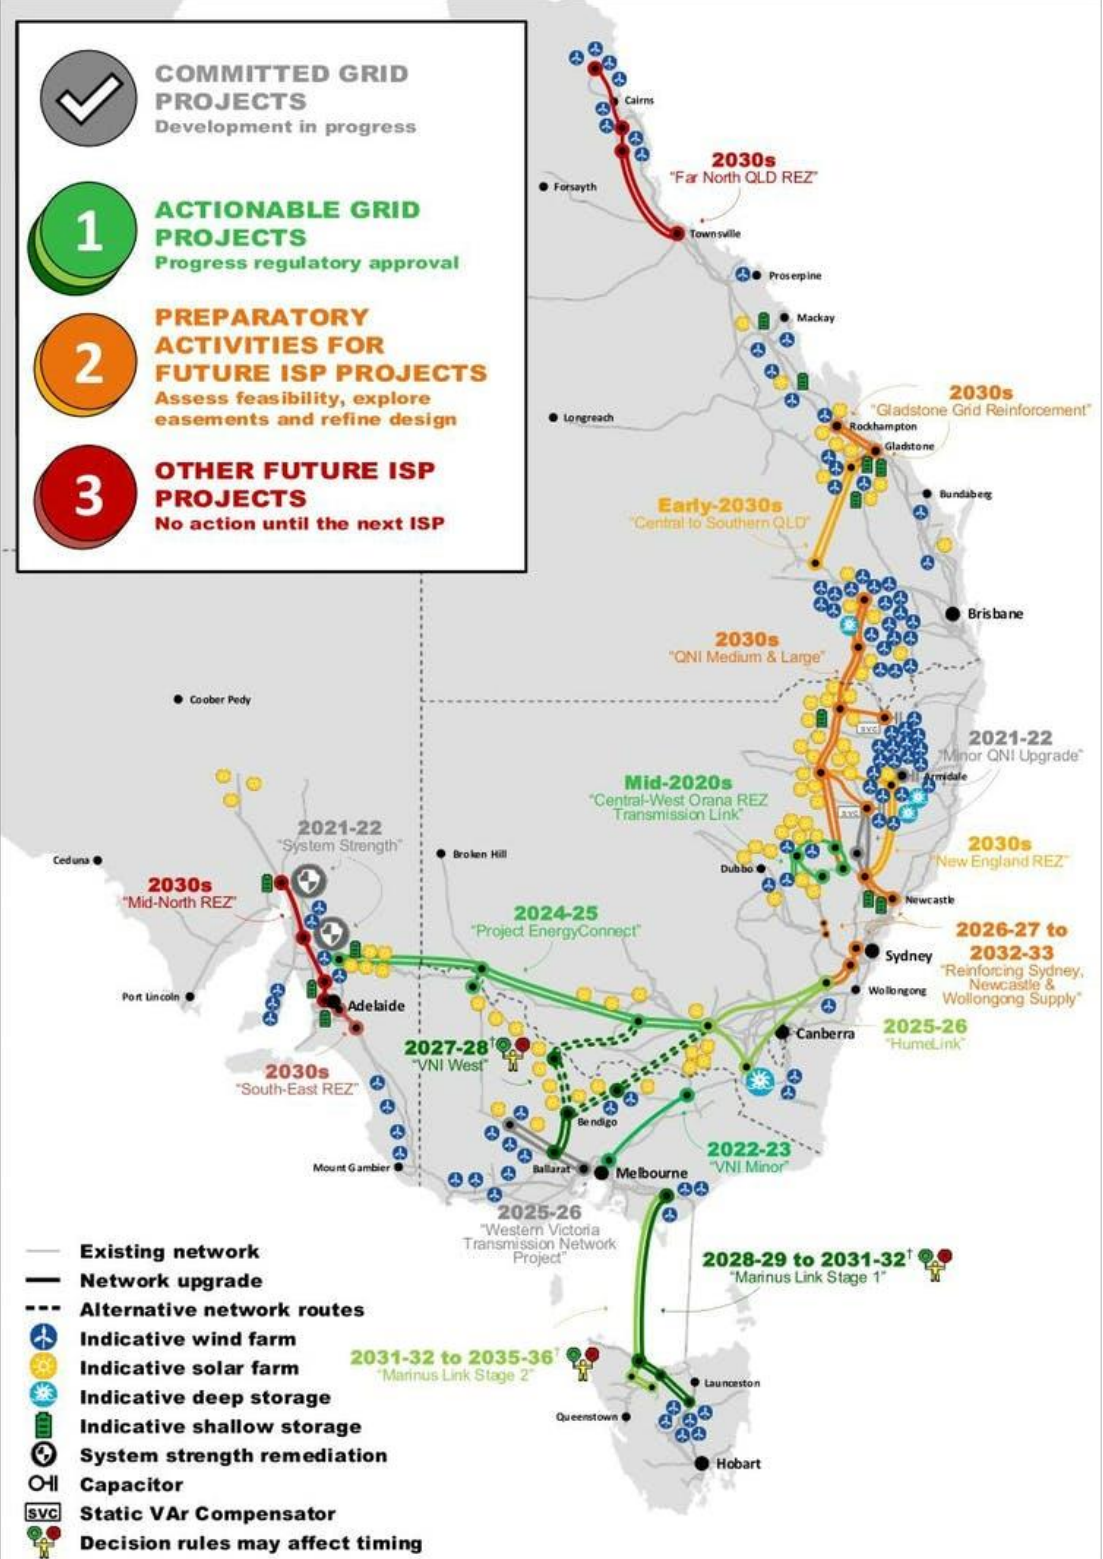 COMMITTED GRID
PROJECTS
Development in progress
1
ACTIONABLE GRID
PROJECTS
Progress regulatory approval
2
PREPARATORY
ACTIVITIES FOR
FUTURE ISP PROJECTS
Assess feasibility, explore
easements and refine design
3
OTHER FUTURE ISP
PROJECTS
No action until the next ISP
Cairns
2030s
"Far North QLD REZ"
Forsayth
Townsville
Proserpine
Mackay
2030s
"Gladstone Grid Reinforcement"
Longreach
Rockhampton
Gladstone
Early-2030s
"Central to Southern QLD"
Bundaberg
Brisbane
2030s
"QNI Medium & Large"
Coober Pedy
SVC
2021-22
"Minor QNI Upgrade"
Armidale
Mid-2020s
"Central-West Orana REZ
Transmission Link"
SVC
2021-22
"System Strength"
Ceduna
Broken Hill
Dubbo
2030s
"New England REZ"
2030s
"Mid-North REZ"
Newcastle
2024-25
"Project EnergyConnect"
2026-27 to
2032-33
"Reinforcing Sydney,
Newcastle &
Wollongong Supply"
Sydney
Port Lincoln
Adelaide
Wollongong
Canberra
2025-26
"HumeLink"
2027-28†
"VNI West"
2030s
"South-East REZ"
Bendigo
2022-23
"VNI Minor"
Mount Gambier
Ballarat
Melbourne
2025-26
"Western Victoria
Transmission Network
Project"
2028-29 to 2031-32†
"Marinus Link Stage 1"
2031-32 to 2035-36†
"Marinus Link Stage 2"
Launceston
Queenstown
Hobart
Existing network
Network upgrade
Alternative network routes
Indicative wind farm
Indicative solar farm
Indicative deep storage
Indicative shallow storage
System strength remediation
Capacitor
SVC Static VAr Compensator
Decision rules may affect timing